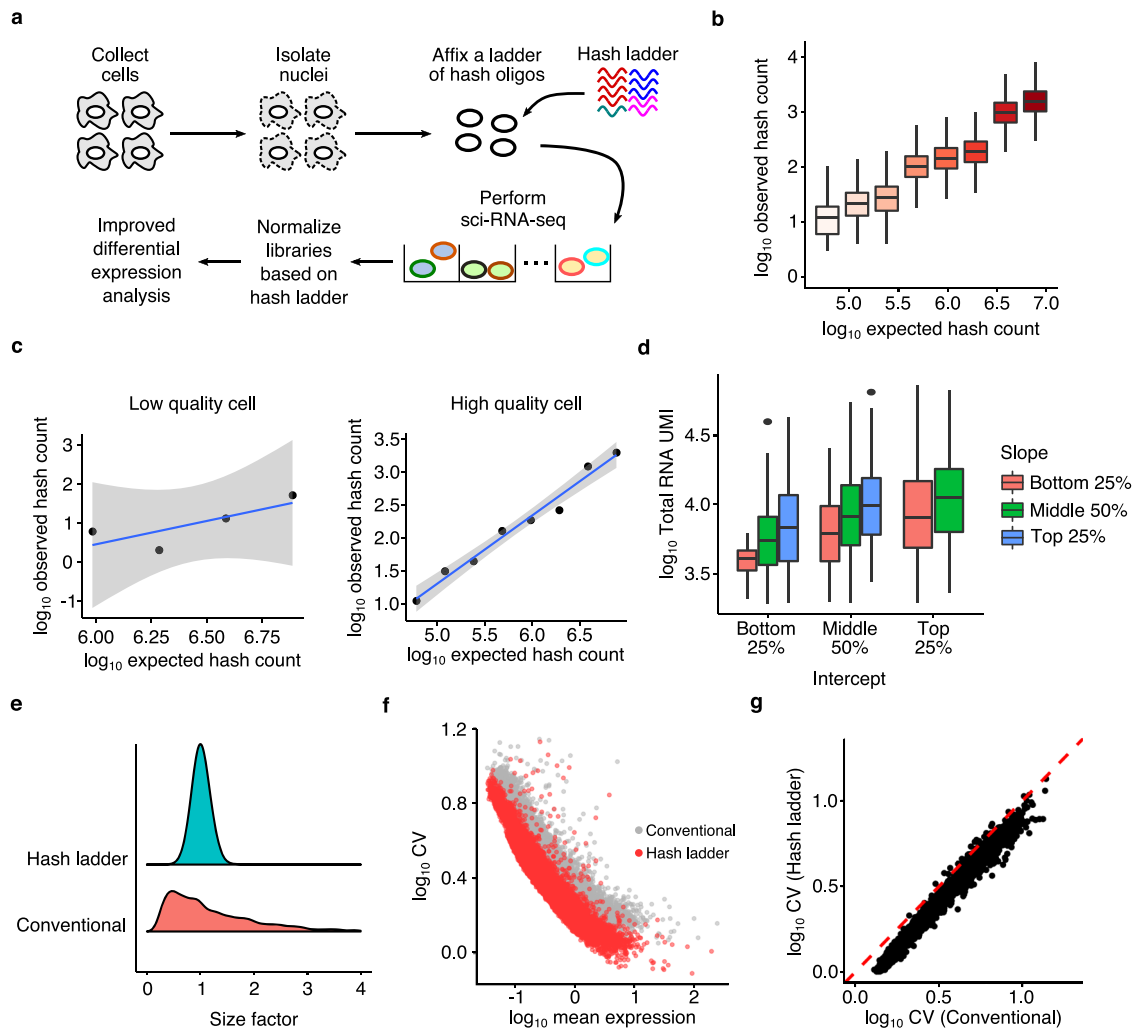 a
Collect
cells
Isolate
nuclei
Affix a ladder
of hash oligos
Hash ladder
Perform
sci-RNA-seq
Normalize
libraries
based on
hash ladder
Improved
differential
expression
analysis
b
log10 observed hash count
4
3
2
1
0
5.0 5.5 6.0 6.5 7.0
log10 expected hash count
c
Low quality cell
log10 observed hash count
3
2
1
0
-1
6.00 6.25 6.50 6.75
log10 expected hash count
High quality cell
log10 observed hash count
3.5
3.0
2.5
2.0
1.5
1.0
5.0 5.5 6.0 6.5
log10 expected hash count
d
log10 Total RNA UMI
4.5
4.0
3.5
Bottom
25%
Middle
50%
Top
25%
Intercept
Slope
Bottom 25%
Middle 50%
Top 25%
e
Hash ladder
Conventional
0 1 2 3 4
Size factor
f
log10 CV
1.2
0.8
0.4
0.0
Conventional
Hash ladder
-1 0 1 2
log10 mean expression
g
log10 CV (Hash ladder)
1.0
0.5
0.0
0.0 0.5 1.0
log10 CV (Conventional)